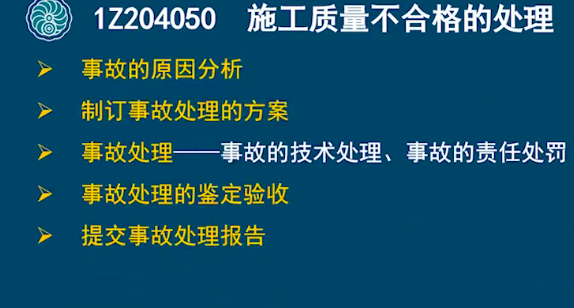 1Z204050 施工质量不合格的处理
事故的原因分析
制订事故处理的方案
事故处理——事故的技术处理、事故的责任处罚
事故处理的鉴定验收
提交事故处理报告